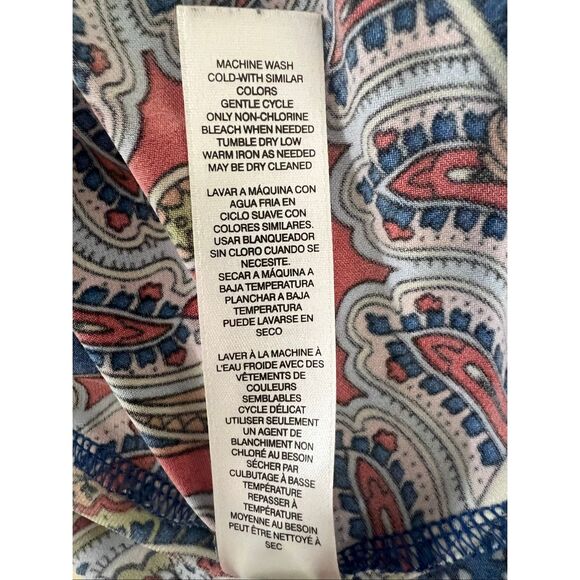 MACHINE WASH
COLD-WITH SIMILAR
COLORS
GENTLE CYCLE
ONLY NON-CHLORINE
BLEACH WHEN NEEDED
TUMBLE DRY LOW
WARM IRON AS NEEDED
MAY BE DRY CLEANED
LAVAR A MÁQUINA CON
AGUA FRIA EN
CICLO SUAVE CON
COLORES SIMILARES.
USAR BLANQUEADOR
SIN CLORO CUANDO SE
NECESITE.
SECAR A MÁQUINA A
BAJA TEMPERATURA
PLANCHAR A BAJA
TEMPERATURA
PUEDE LAVARSE EN
SECO
LAVER À LA MACHINE À
L'EAU FROIDE AVEC DES
VÊTEMENTS DE
COULEURS
SEMBLABLES
CYCLE DÉLICAT
UTILISER SEULEMENT
UN AGENT DE
BLANCHIMENT NON
CHLORÉ AU BESOIN
SÉCHER PAR
CULBUTAGE À BASSE
TEMPÉRATURE
REPASSER À
TEMPÉRATURE
MOYENNE AU BESOIN
PEUT ÊTRE NETTOYÉ À
SEC